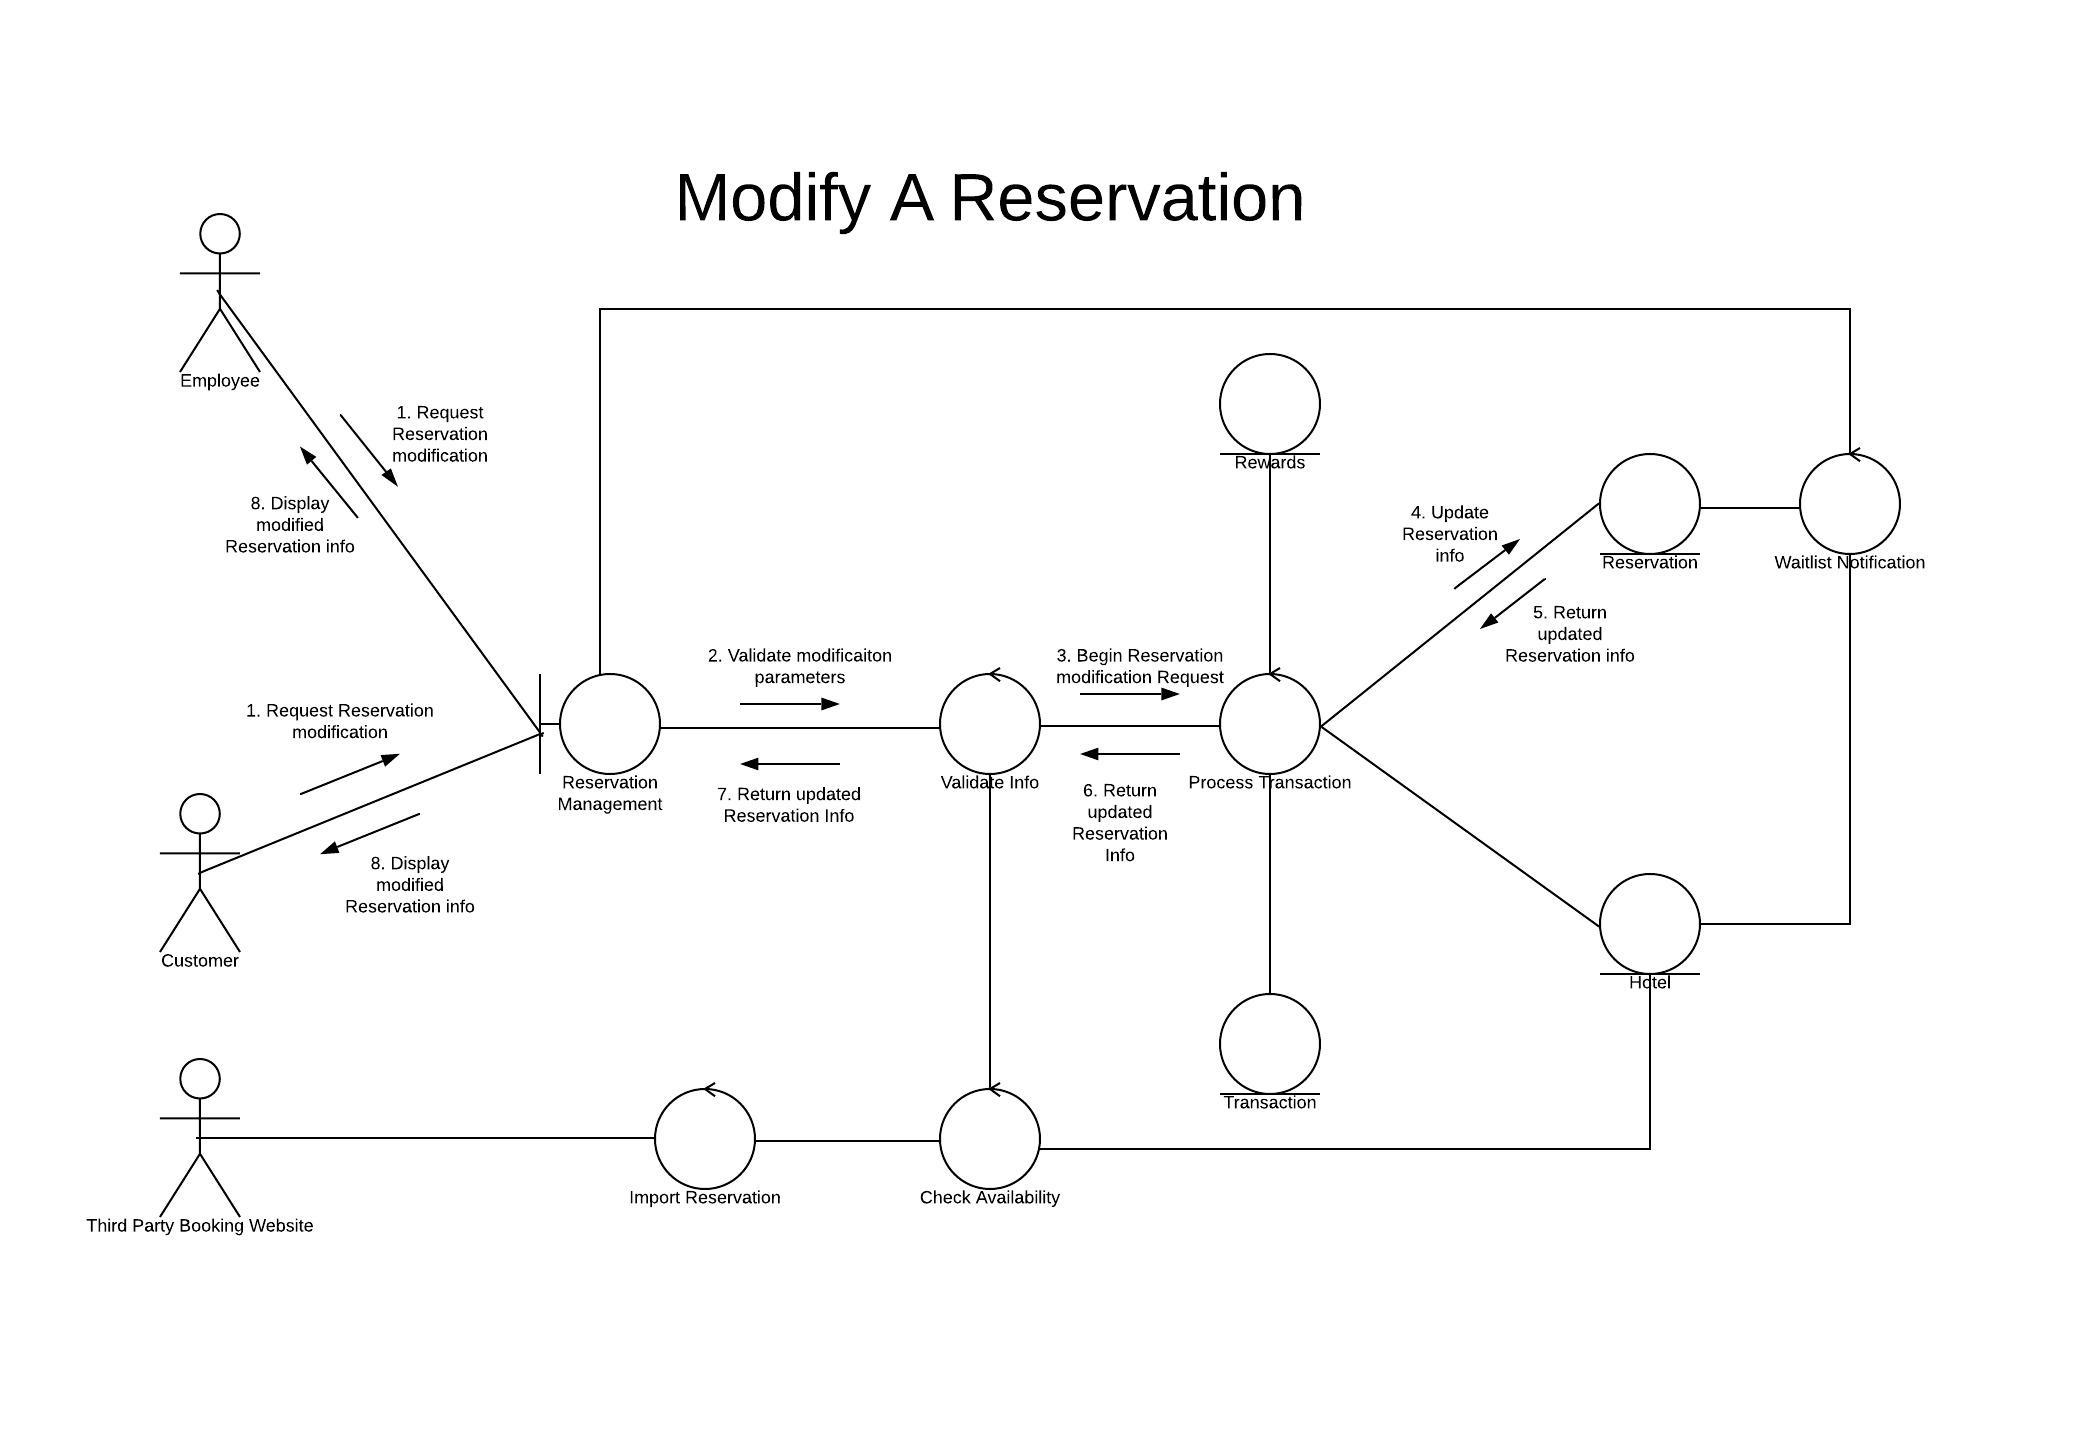 Modify A Reservation
Employee
1. Request
Reservation
modification
8. Display
modified
Reservation info
Rewards
4. Update
Reservation
info
Reservation
Waitlist Notification
5. Return
updated
Reservation info
1. Request Reservation
modification
2. Validate modificaiton
parameters
3. Begin Reservation
modification Request
Reservation
Management
7. Return updated
Reservation Info
Validate Info
6. Return
updated
Reservation
Info
Process Transaction
8. Display
modified
Reservation info
Customer
Hotel
Transaction
Import Reservation
Check Availability
Third Party Booking Website